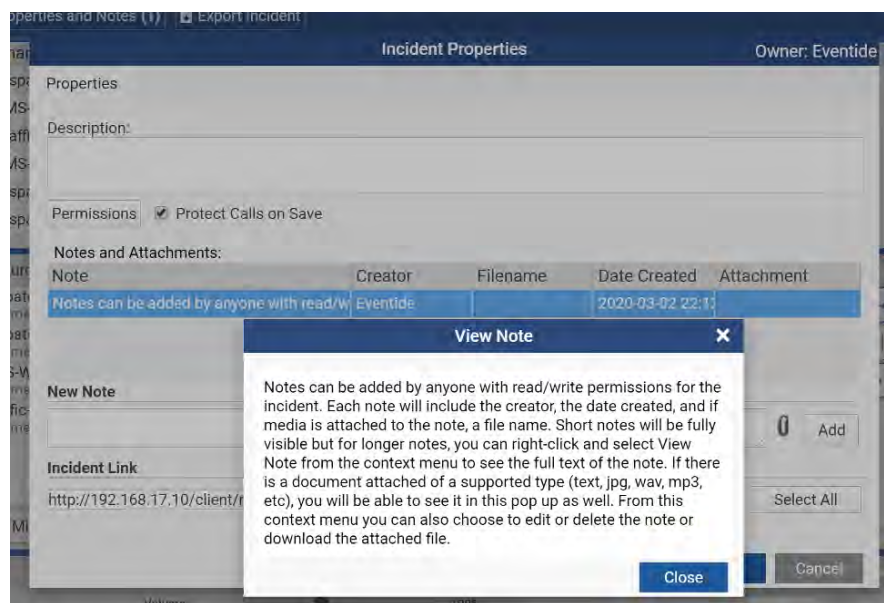 Properties and Notes (1) Export Incident
Incident Properties
Owner: Eventide
Properties
Description:
Permissions Protect Calls on Save
Notes and Attachments:
Note Creator Filename Date Created Attachment
Notes can be added by anyone with read/w Eventide 2020-03-02 22:1
View Note
Notes can be added by anyone with read/write permissions for the
incident. Each note will include the creator, the date created, and if
media is attached to the note, a file name. Short notes will be fully
visible but for longer notes, you can right-click and select View
Note from the context menu to see the full text of the note. If there
is a document attached of a supported type (text, jpg, wav, mp3,
etc), you will be able to see it in this pop up as well. From this
context menu you can also choose to edit or delete the note or
download the attached file.
Close
New Note
Add
Incident Link
http://192.168.17.10/client/
Select All
Cancel